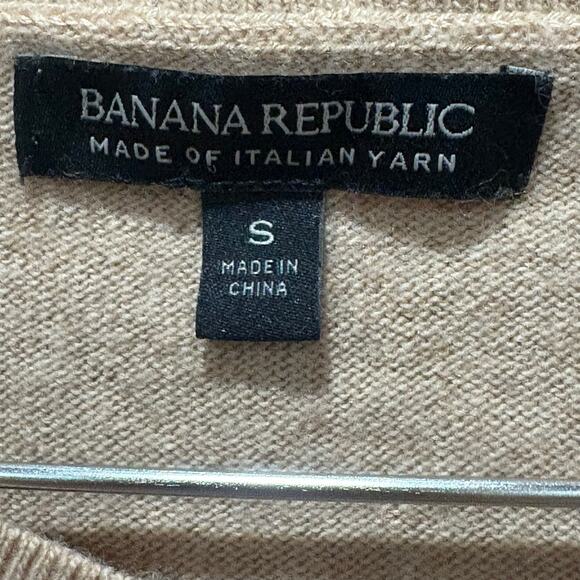 BANANA REPUBLIC
MADE OF ITALIAN YARN
S
MADE IN
CHINA